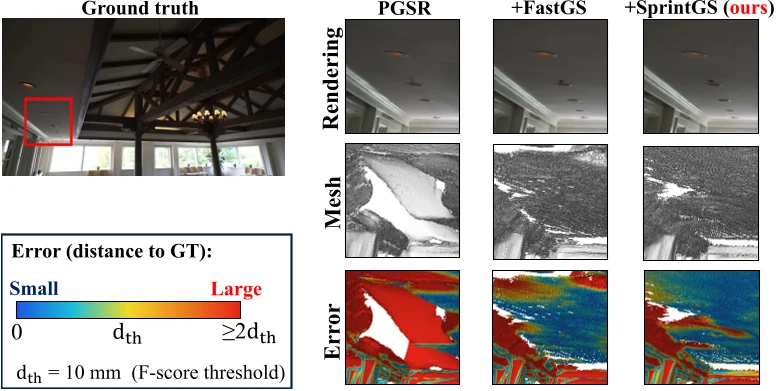 Ground truth
PGSR
+FastGS
+SprintGS (ours)
Rendering
Mesh
Error
Error (distance to GT):
Small
Large
0
dₜₕ
≥2dₜₕ
dₜₕ = 10 mm (F-score threshold)